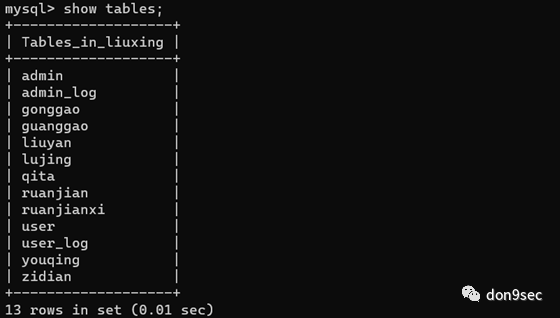 mysql> show tables;
+-------------------+
| Tables_in_liuxing |
+-------------------+
| admin             |
| admin_log         |
| gonggao           |
| guanggao          |
| liuyan            |
| lujing            |
| qita              |
| ruanjian          |
| ruanjianxi        |
| user              |
| user_log          |
| youqing           |
| zidian            |
+-------------------+
13 rows in set (0.01 sec)
don9sec